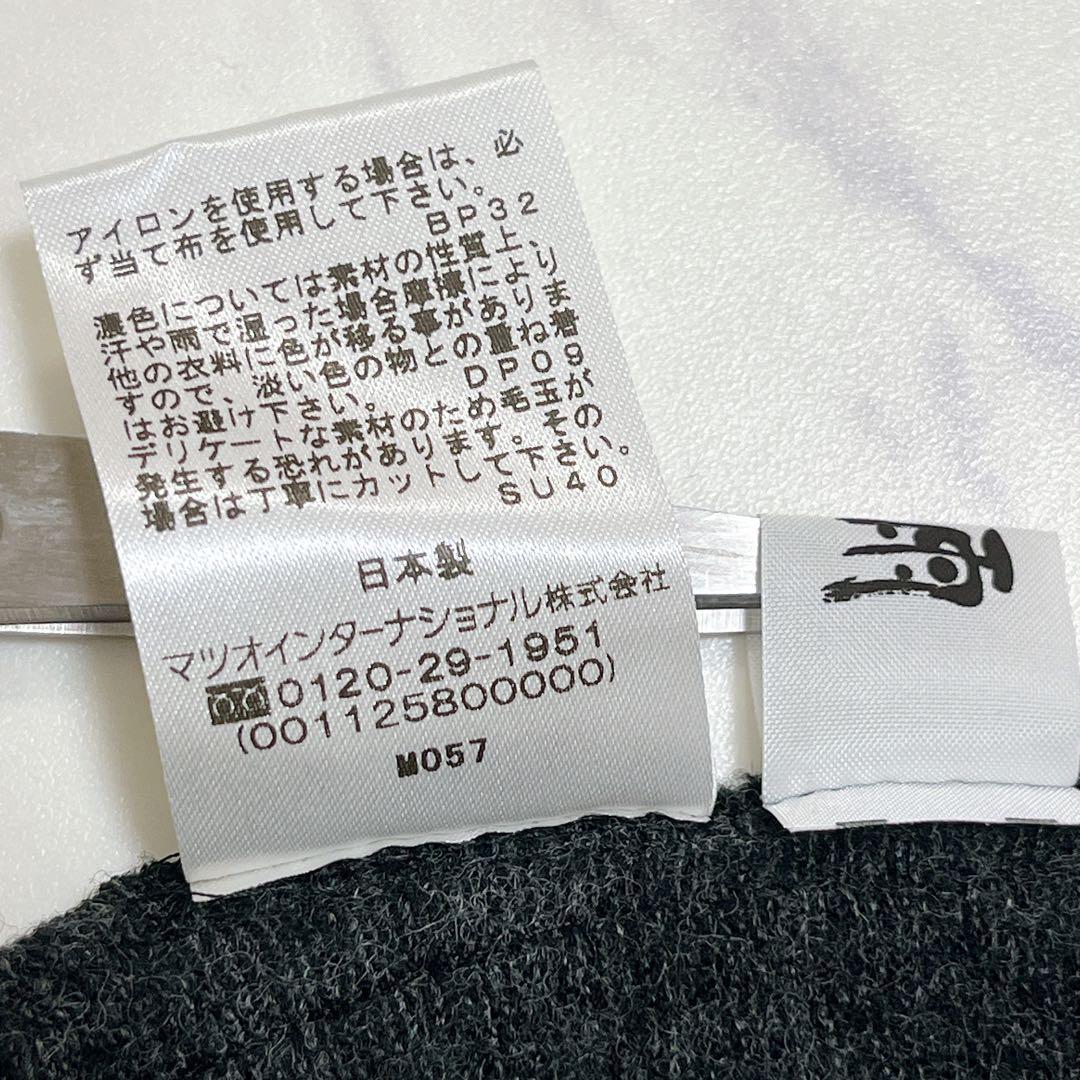 アイロンを使用する場合は、必
ず当て布を使用して下さい。
BP32
濃色については素材の性質上、
汗や雨で湿った場合摩擦により
他の衣料に色が移る事がありま
すので、淡い色の物との重ね着
はお避け下さい。 DP09
デリケートな素材のため毛玉が
発生する恐れがあります。その
場合は丁寧にカットして下さい。
SU40
日本製
マツオインターナショナル株式会社
0120-29-1951
(001125800000)
M057